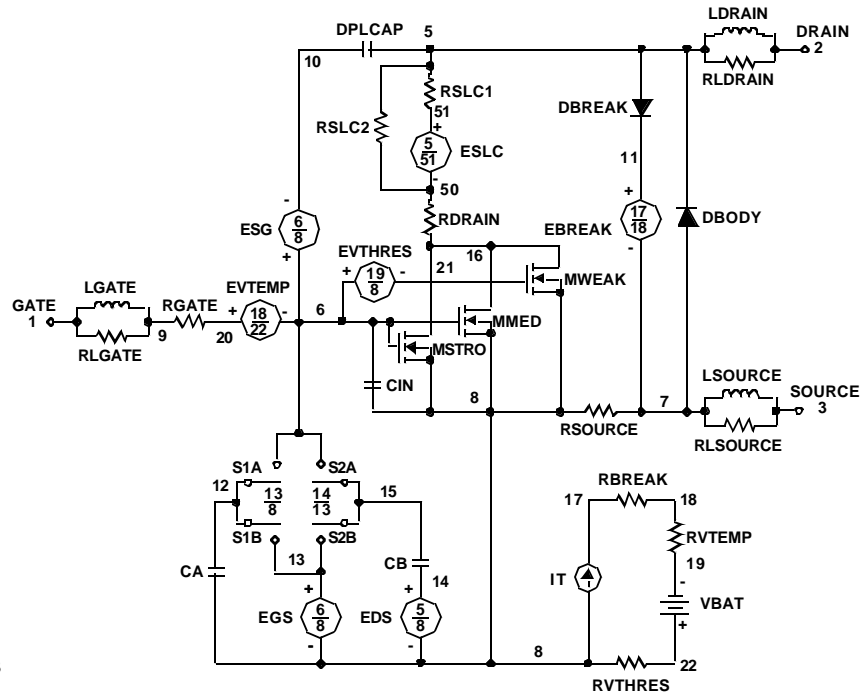 LDRAIN
DPLCAP 5 DRAIN
10 2
RSLC1 RLDRAIN
51 DBREAK
RSLC2 +
5
51 ESLC 11
-
- 50 +
6
8 ESG RDRAIN EBREAK 17
18 DBODY
+ EVTHRES 16 -
+ 19
8 - 21 MWEAK
LGATE EVTEMP
GATE RGATE + 18
22 - 6 MMED
1 9 20
RLGATE MSTRO
CIN LSOURCE
8 7 SOURCE
3
RSOURCE RLSOURCE
S1A S2A
12 13
8 14
13 15 RBREAK
17 18
S1B S2B RVTEMP
13 CB 19
CA 14 IT -
+ + VBAT
EGS 6
8 EDS 5
8 +
- - 8 22
RVTHRES